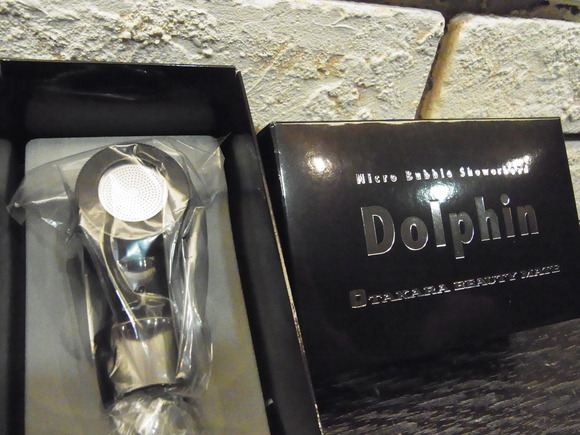 Micro Bubble Showerhead
Dolphin
TAKARA BEAUTY MATE